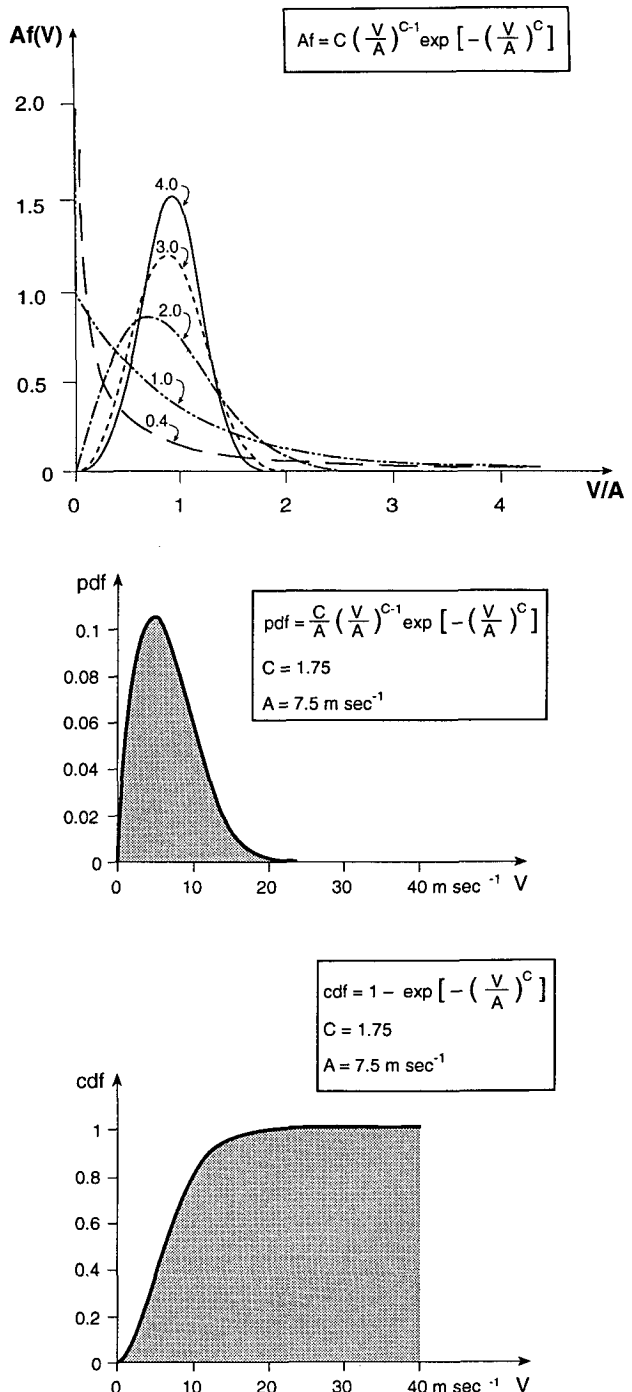 Af(V)
Af = C (V/A)^C-1 exp [-(V/A)^C]
2.0
1.5
1.0
0.5
0
4.0
3.0
2.0
1.0
0.4
0 1 2 3 4
V/A
pdf
pdf = C/A (V/A)^C-1 exp [-(V/A)^C]
C = 1.75
A = 7.5 m sec-1
0.1
0.08
0.06
0.04
0.02
0
0 10 20 30 40 m sec -1 V
cdf = 1 - exp [-(V/A)^C]
C = 1.75
A = 7.5 m sec-1
cdf
1
0.8
0.6
0.4
0.2
0
0 10 20 30 40 m sec -1 V